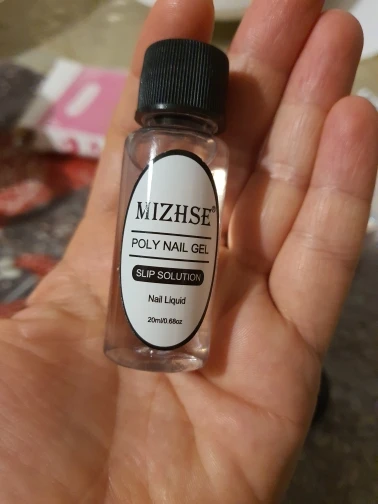 MIZHSE®
POLY NAIL GEL
SLIP SOLUTION
Nail Liquid
20ml/0.68oz